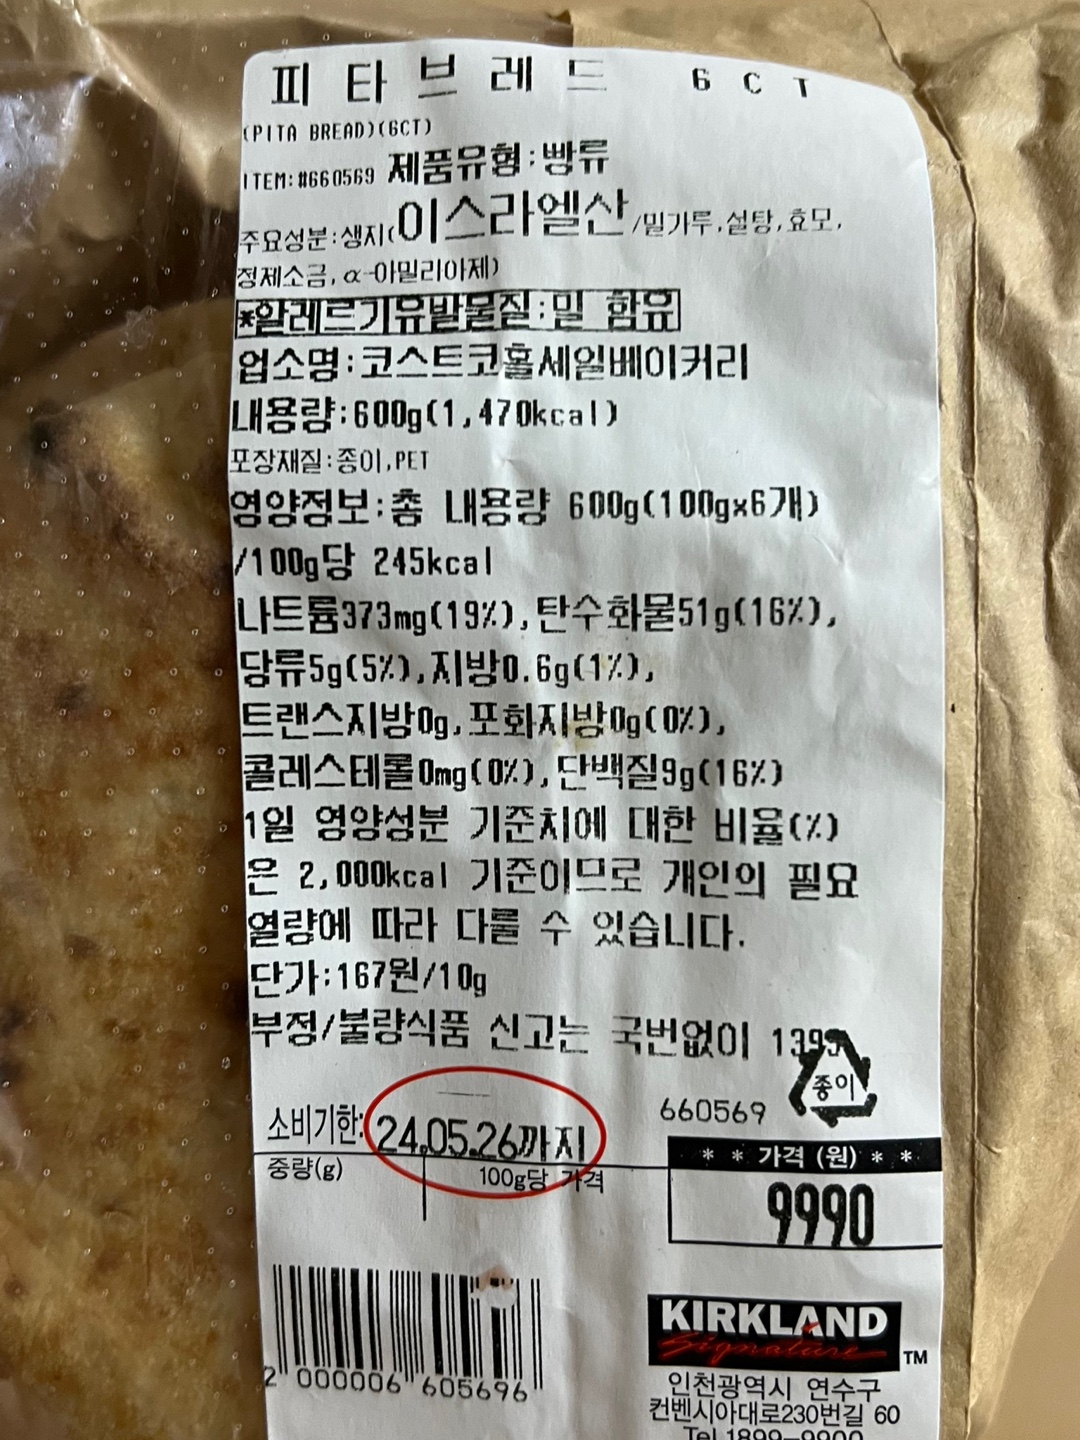 피타브레드 6CT
(PITA BREAD)(6CT)
ITEM:#660569 제품유형:빵류
주요성분:생지(이스라엘산/밀가루,설탕,효모,
정제소금,α-아밀리아제)
*알레르기유발물질:밀 함유
업소명:코스트코홀세일베이커리
내용량:600g(1,470kcal)
포장재질:종이,PET
영양정보:총 내용량 600g(100gx6개)
/100g당 245kcal
나트륨373mg(19%),탄수화물51g(16%),
당류5g(5%),지방0.6g(1%),
트랜스지방0g,포화지방0g(0%),
콜레스테롤0mg(0%),단백질9g(16%)
1일 영양성분 기준치에 대한 비율(%)
은 2,000kcal 기준이므로 개인의 필요
열량에 따라 다를 수 있습니다.
단가:167원/10g
부정/불량식품 신고는 국번없이 1399
종이
660569
소비기한: 24.05.26까지
중량(g) 100g당 가격
* * 가격 (원) * *
9990
2 000006 605696
KIRKLAND
Signature TM
인천광역시 연수구
컨벤시아대로230번길 60
Tel 1899-9900